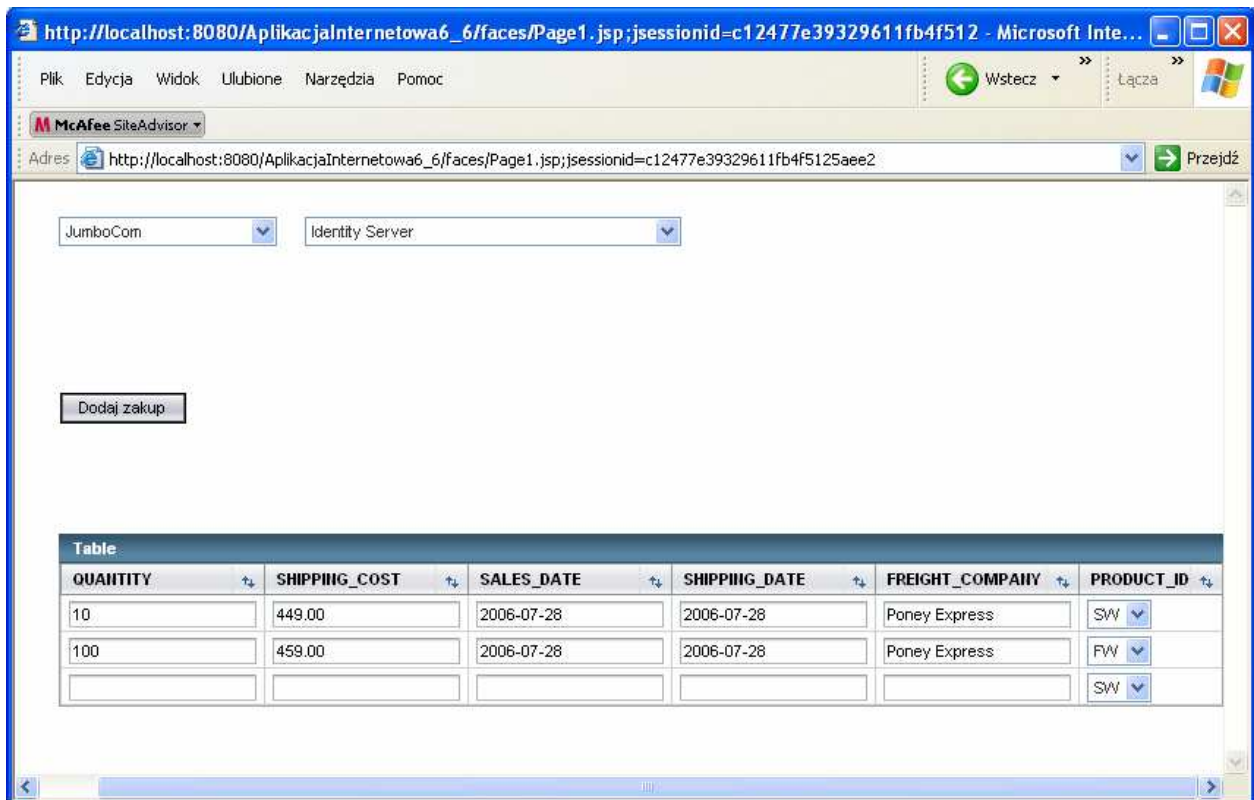 http://localhost:8080/AplikacjaInternetowa6_6/faces/Page1.jsp;jsessionid=c12477e39329611fb4f512 - Microsoft Inte...
Plik Edycja Widok Ulubione Narzędzia Pomoc Wstecz Łącza
McAfee SiteAdvisor
Adres http://localhost:8080/AplikacjaInternetowa6_6/faces/Page1.jsp;jsessionid=c12477e39329611fb4f5125aee2 Przejdź
JumboCom Identity Server
Dodaj zakup
Table
QUANTITY SHIPPING_COST SALES_DATE SHIPPING_DATE FREIGHT_COMPANY PRODUCT_ID
10 449.00 2006-07-28 2006-07-28 Poney Express SW
100 459.00 2006-07-28 2006-07-28 Poney Express FW
SW